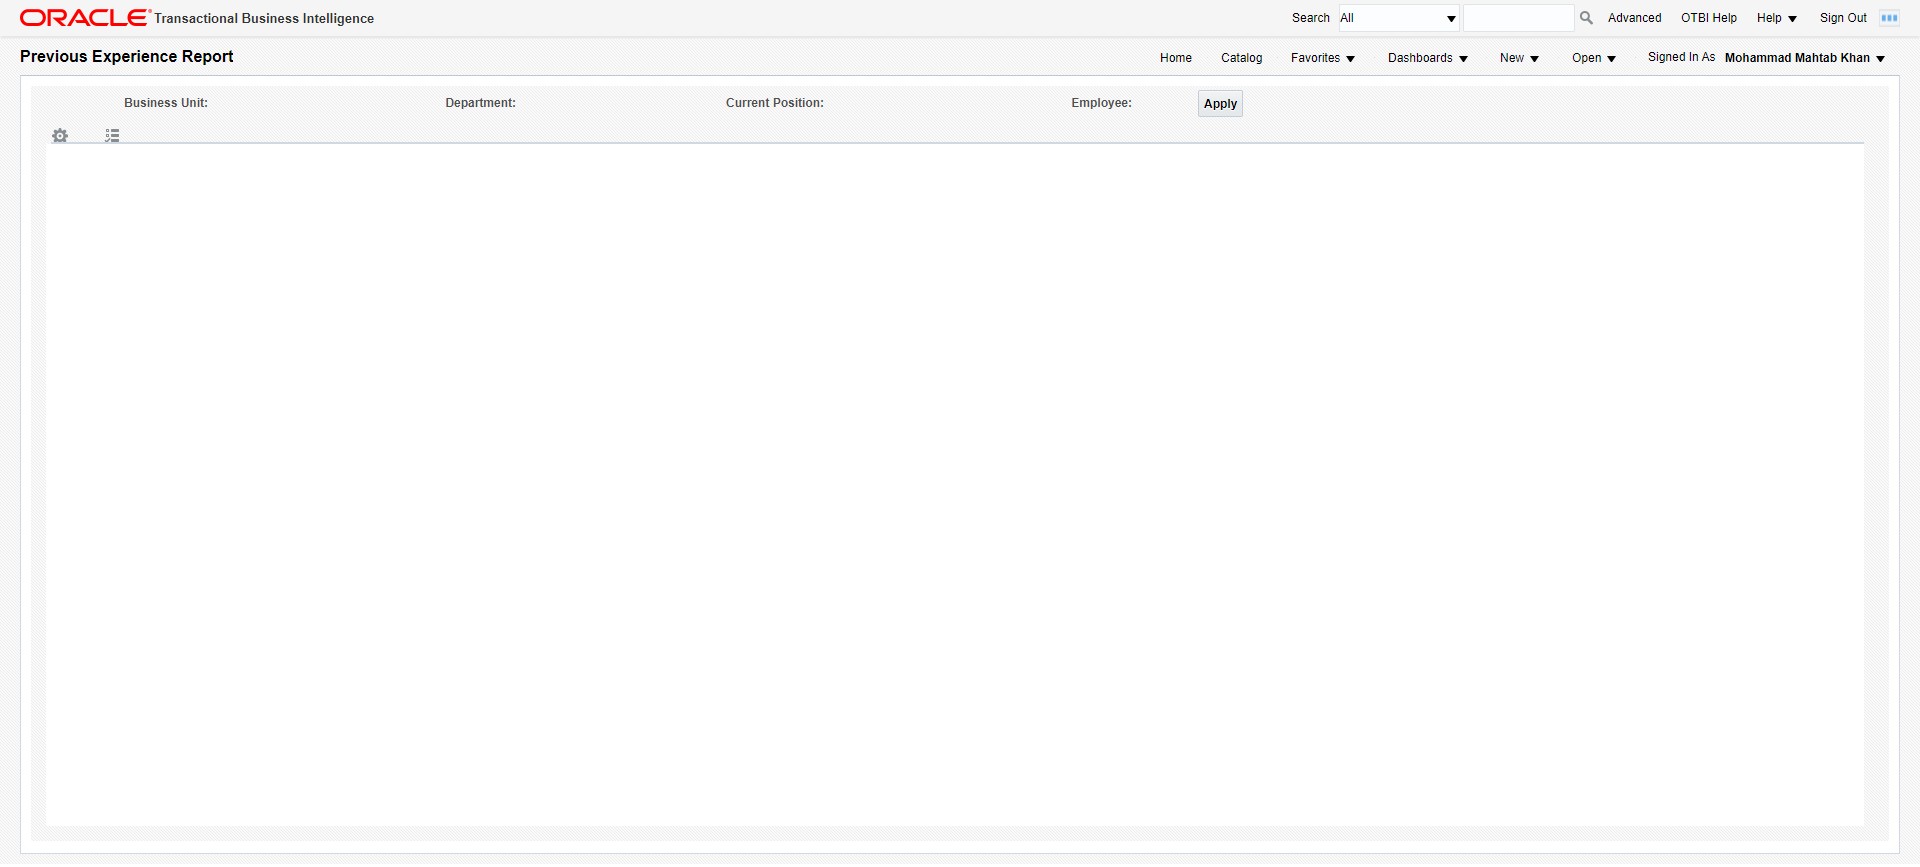 ORACLE Transactional Business Intelligence Search All Advanced OTBI Help Help Sign Out
Previous Experience Report Home Catalog Favorites Dashboards New Open Signed In As Mohammad Mahtab Khan
Business Unit: Department: Current Position: Employee: Apply